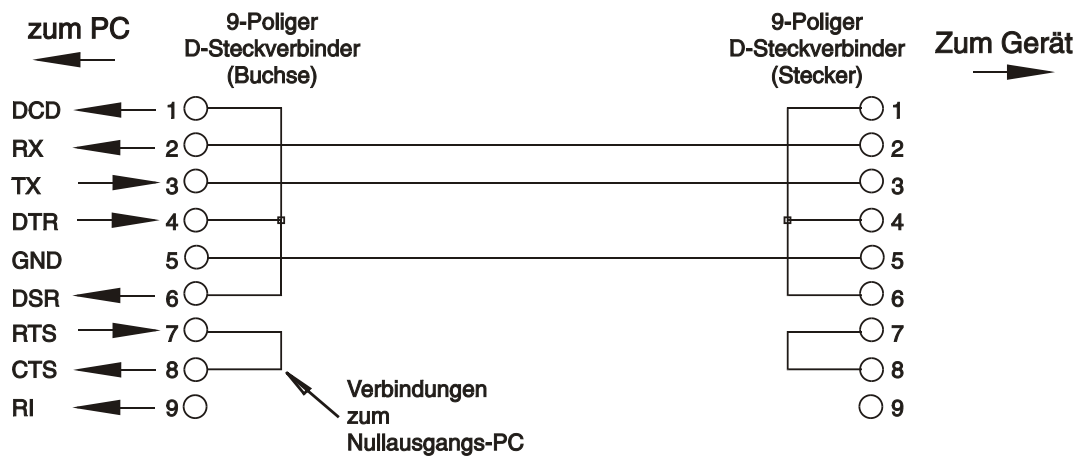 zum PC
9-Poliger
D-Steckverbinder
(Buchse)
9-Poliger
D-Steckverbinder
(Stecker)
Zum Gerät
DCD 1 1
RX 2 2
TX 3 3
DTR 4 4
GND 5 5
DSR 6 6
RTS 7 7
CTS 8 8
RI 9 9
Verbindungen
zum
Nullausgangs-PC